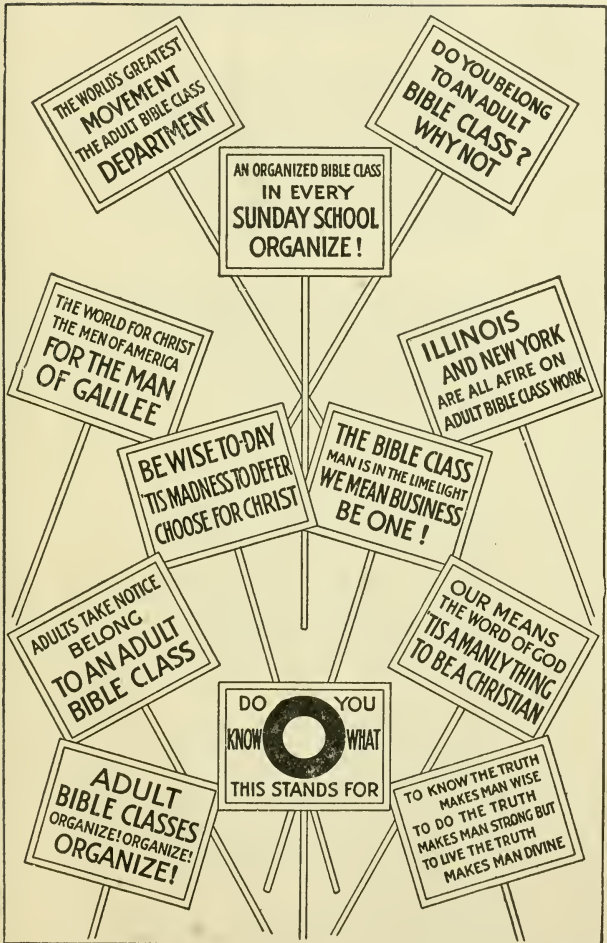 THE WORLD'S GREATEST
MOVEMENT
THE ADULT BIBLE CLASS
DEPARTMENT
DO YOU BELONG
TO AN ADULT
BIBLE CLASS?
WHY NOT
AN ORGANIZED BIBLE CLASS
IN EVERY
SUNDAY SCHOOL
ORGANIZE!
THE WORLD FOR CHRIST
THE MEN OF AMERICA
FOR THE MAN
OF GALILEE
ILLINOIS
AND NEW YORK
ARE ALL AFIRE ON
ADULT BIBLE CLASS WORK
BE WISE TO-DAY
'TIS MADNESS TO DEFER
CHOOSE FOR CHRIST
THE BIBLE CLASS
MAN IS IN THE LIME LIGHT
WE MEAN BUSINESS
BE ONE!
ADULTS TAKE NOTICE
BELONG
TO AN ADULT
BIBLE CLASS
OUR MEANS
THE WORD OF GOD
'TIS A MANLY THING
TO BE A CHRISTIAN
DO YOU
KNOW WHAT
THIS STANDS FOR
ADULT
BIBLE CLASSES
ORGANIZE! ORGANIZE!
ORGANIZE!
TO KNOW THE TRUTH
MAKES MAN WISE
TO DO THE TRUTH
MAKES MAN STRONG BUT
TO LIVE THE TRUTH
MAKES MAN DIVINE